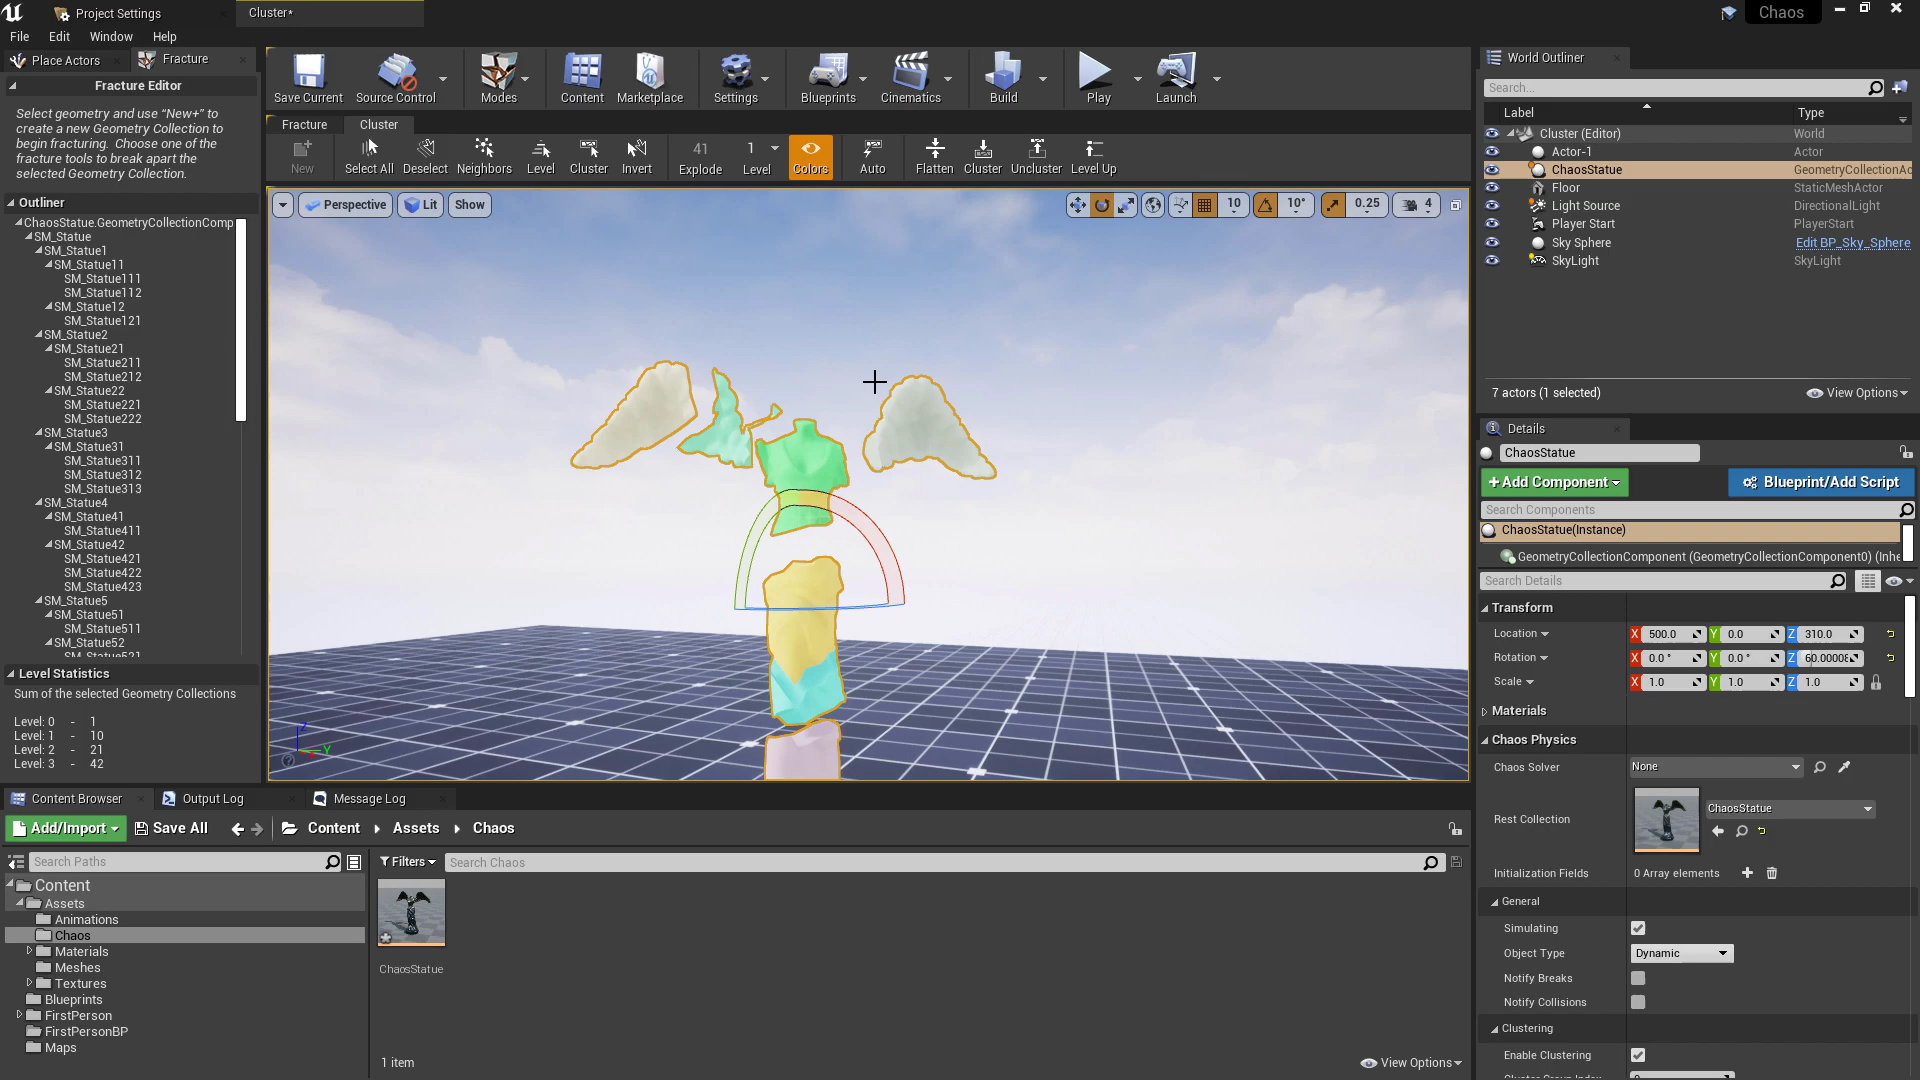 Project Settings
Cluster*
Chaos
File Edit Window Help
Place Actors
Fracture
Fracture Editor
Select geometry and use "New+" to
create a new Geometry Collection to
begin fracturing. Choose one of the
fracture tools to break apart the
selected Geometry Collection.
Outliner
ChaosStatue.GeometryCollectionComp
SM_Statue
SM_Statue1
SM_Statue11
SM_Statue111
SM_Statue112
SM_Statue12
SM_Statue121
SM_Statue2
SM_Statue21
SM_Statue211
SM_Statue212
SM_Statue22
SM_Statue221
SM_Statue222
SM_Statue3
SM_Statue31
SM_Statue311
SM_Statue312
SM_Statue313
SM_Statue4
SM_Statue41
SM_Statue411
SM_Statue42
SM_Statue421
SM_Statue422
SM_Statue423
SM_Statue5
SM_Statue51
SM_Statue511
SM_Statue52
SM_Statue521
Level Statistics
Sum of the selected Geometry Collections
Level: 0 - 1
Level: 1 - 10
Level: 2 - 21
Level: 3 - 42
Save Current
Source Control
Modes
Content
Marketplace
Settings
Blueprints
Cinematics
Build
Play
Launch
Fracture Cluster
New
Select All
Deselect
Neighbors
Level
Cluster
Invert
41
Explode
1
Level
Colors
Auto
Flatten
Cluster
Uncluster
Level Up
Perspective Lit Show
10 10° 0.25 4
Z
Y
World Outliner
Search...
Label Type
Cluster (Editor) World
Actor-1 Actor
ChaosStatue GeometryCollectionAc
Floor StaticMeshActor
Light Source DirectionalLight
Player Start PlayerStart
Sky Sphere Edit BP_Sky_Sphere
SkyLight SkyLight
7 actors (1 selected) View Options
Details
ChaosStatue
+Add Component Blueprint/Add Script
Search Components
ChaosStatue(Instance)
GeometryCollectionComponent (GeometryCollectionComponent0) (Inhe
Search Details
Transform
Location X 500.0 Y 0.0 Z 310.0
Rotation X 0.0 ° Y 0.0 ° Z 60.00008
Scale X 1.0 Y 1.0 Z 1.0
Materials
Chaos Physics
Chaos Solver None
Rest Collection ChaosStatue
Initialization Fields 0 Array elements
General
Simulating
Object Type Dynamic
Notify Breaks
Notify Collisions
Clustering
Enable Clustering
Content Browser
Output Log
Message Log
Add/Import Save All Content Assets Chaos
Search Paths
Filters Search Chaos
Content
Assets
Animations
Chaos
Materials
Meshes
Textures
Blueprints
FirstPerson
FirstPersonBP
Maps
ChaosStatue
1 item View Options